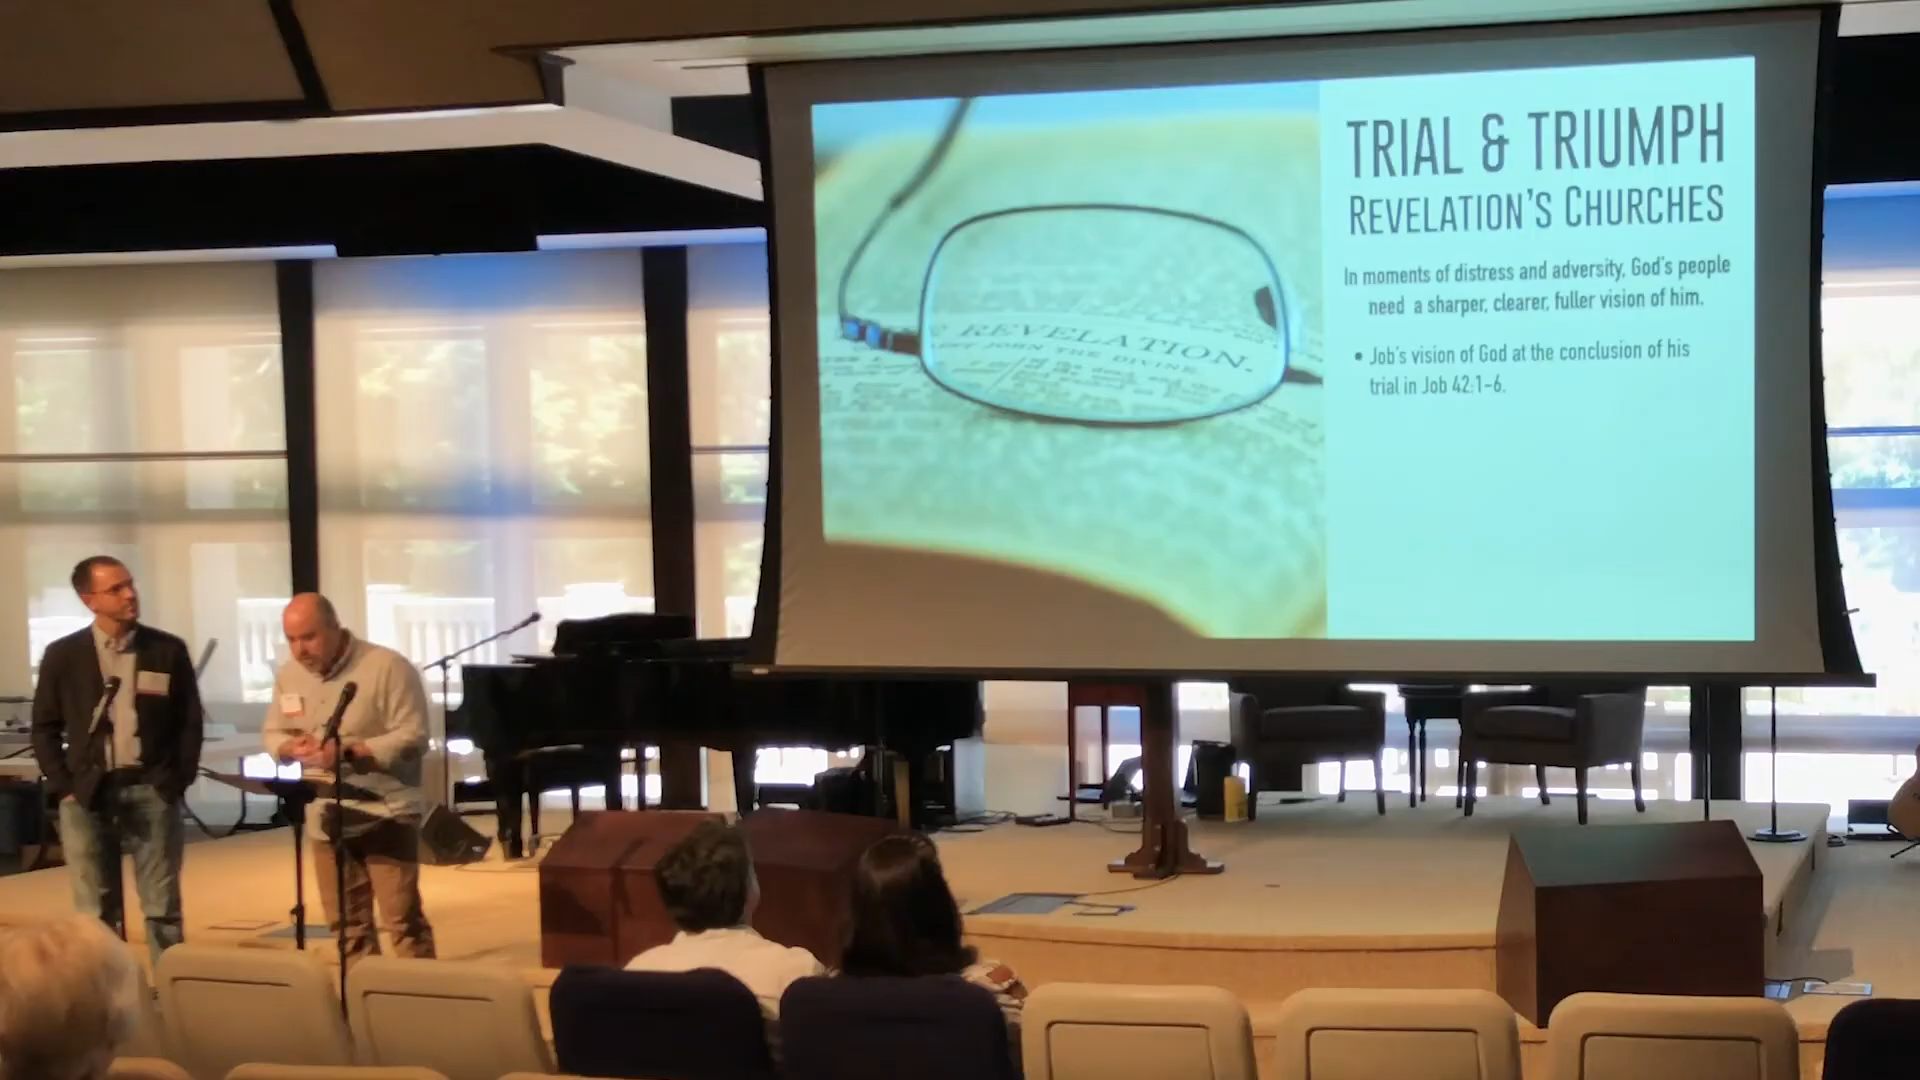 TRIAL & TRIUMPH
REVELATION'S CHURCHES
In moments of distress and adversity, God's people
need a sharper, clearer, fuller vision of him.
• Job's vision of God at the conclusion of his
trial in Job 42:1-6.
REVELATION.
JOHN THE DIVINE.